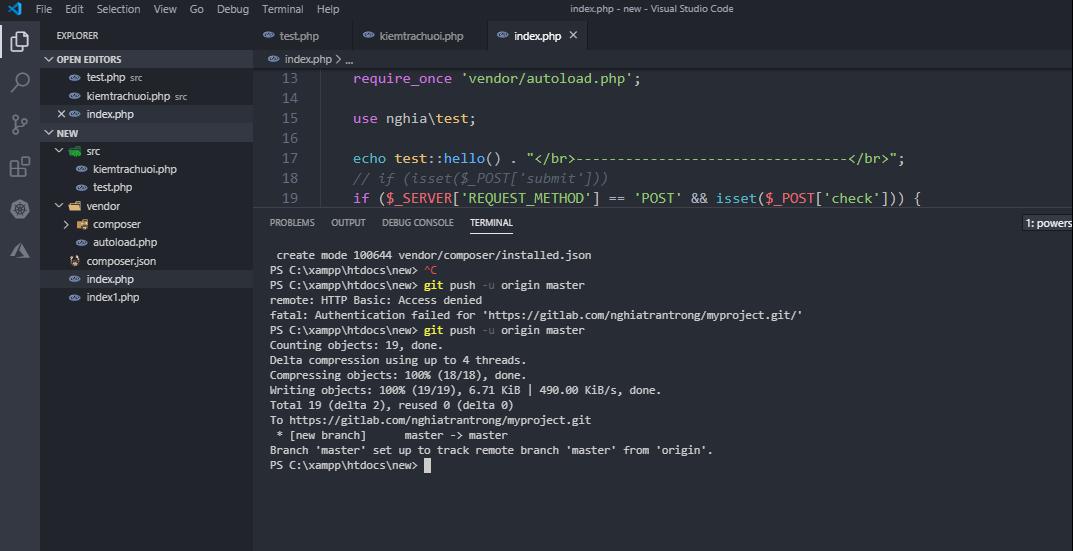 File Edit Selection View Go Debug Terminal Help
index.php - new - Visual Studio Code
EXPLORER
OPEN EDITORS
test.php src
kiemtrachuoi.php src
index.php
NEW
src
kiemtrachuoi.php
test.php
vendor
composer
autoload.php
composer.json
index.php
index1.php
test.php
kiemtrachuoi.php
index.php
index.php > ...
13 require_once 'vendor/autoload.php';
14
15 use nghia\test;
16
17 echo test::hello() . "</br>--------------------------------</br>";
18 // if (isset($_POST['submit']))
19 if ($_SERVER['REQUEST_METHOD'] == 'POST' && isset($_POST['check'])) {
PROBLEMS OUTPUT DEBUG CONSOLE TERMINAL
1: powers
create mode 100644 vendor/composer/installed.json
PS C:\xampp\htdocs\new> ^C
PS C:\xampp\htdocs\new> git push -u origin master
remote: HTTP Basic: Access denied
fatal: Authentication failed for 'https://gitlab.com/nghiatrantrong/myproject.git/'
PS C:\xampp\htdocs\new> git push -u origin master
Counting objects: 19, done.
Delta compression using up to 4 threads.
Compressing objects: 100% (18/18), done.
Writing objects: 100% (19/19), 6.71 KiB | 490.00 KiB/s, done.
Total 19 (delta 2), reused 0 (delta 0)
To https://gitlab.com/nghiatrantrong/myproject.git
* [new branch] master -> master
Branch 'master' set up to track remote branch 'master' from 'origin'.
PS C:\xampp\htdocs\new>